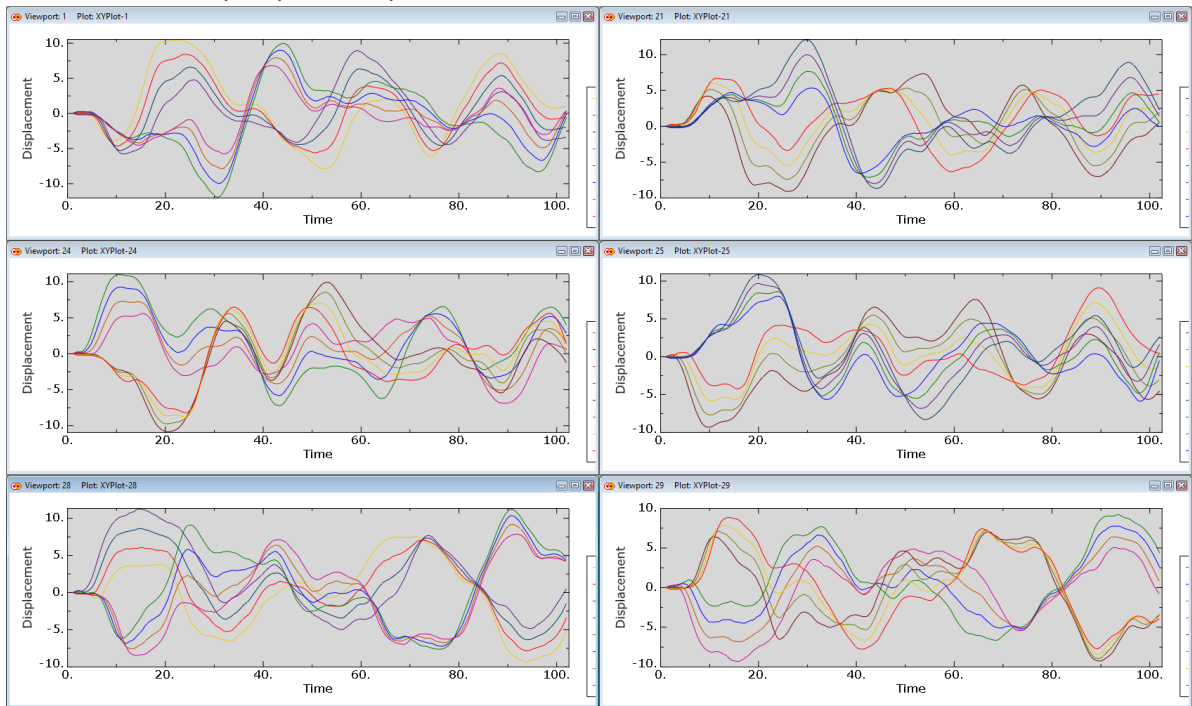 Viewport: 1 Plot: XYPlot-1
10.
5.
0.
-5.
-10.
Displacement
0. 20. 40. 60. 80. 100.
Time
Viewport: 21 Plot: XYPlot-21
10.
5.
0.
-5.
-10.
Displacement
0. 20. 40. 60. 80. 100.
Time
Viewport: 24 Plot: XYPlot-24
10.
5.
0.
-5.
-10.
Displacement
0. 20. 40. 60. 80. 100.
Time
Viewport: 25 Plot: XYPlot-25
10.
5.
0.
-5.
-10.
Displacement
0. 20. 40. 60. 80. 100.
Time
Viewport: 28 Plot: XYPlot-28
10.
5.
0.
-5.
-10.
Displacement
0. 20. 40. 60. 80. 100.
Time
Viewport: 29 Plot: XYPlot-29
10.
5.
0.
-5.
-10.
Displacement
0. 20. 40. 60. 80. 100.
Time